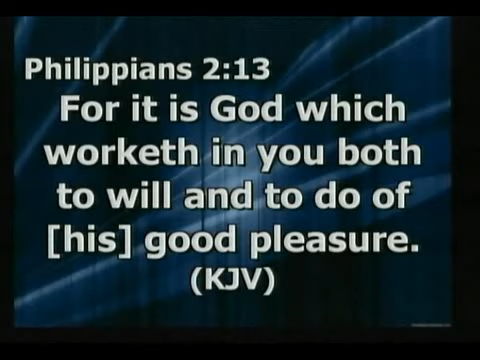 Philippians 2:13
For it is God which
worketh in you both
to will and to do of
[his] good pleasure.
(KJV)